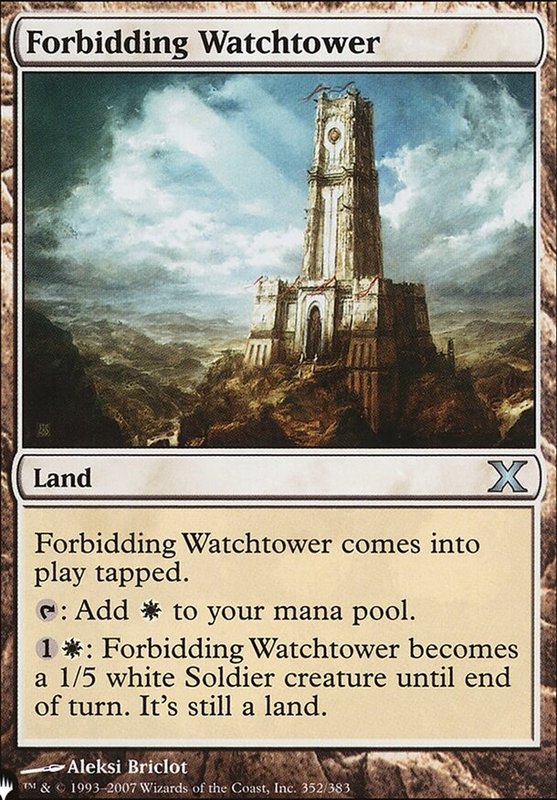 Forbidding Watchtower
Land
X
Forbidding Watchtower comes into
play tapped.
: Add to your mana pool.
1 : Forbidding Watchtower becomes
a 1/5 white Soldier creature until end
of turn. It's still a land.
Aleksi Briclot
™ & © 1993–2007 Wizards of the Coast, Inc. 352/383